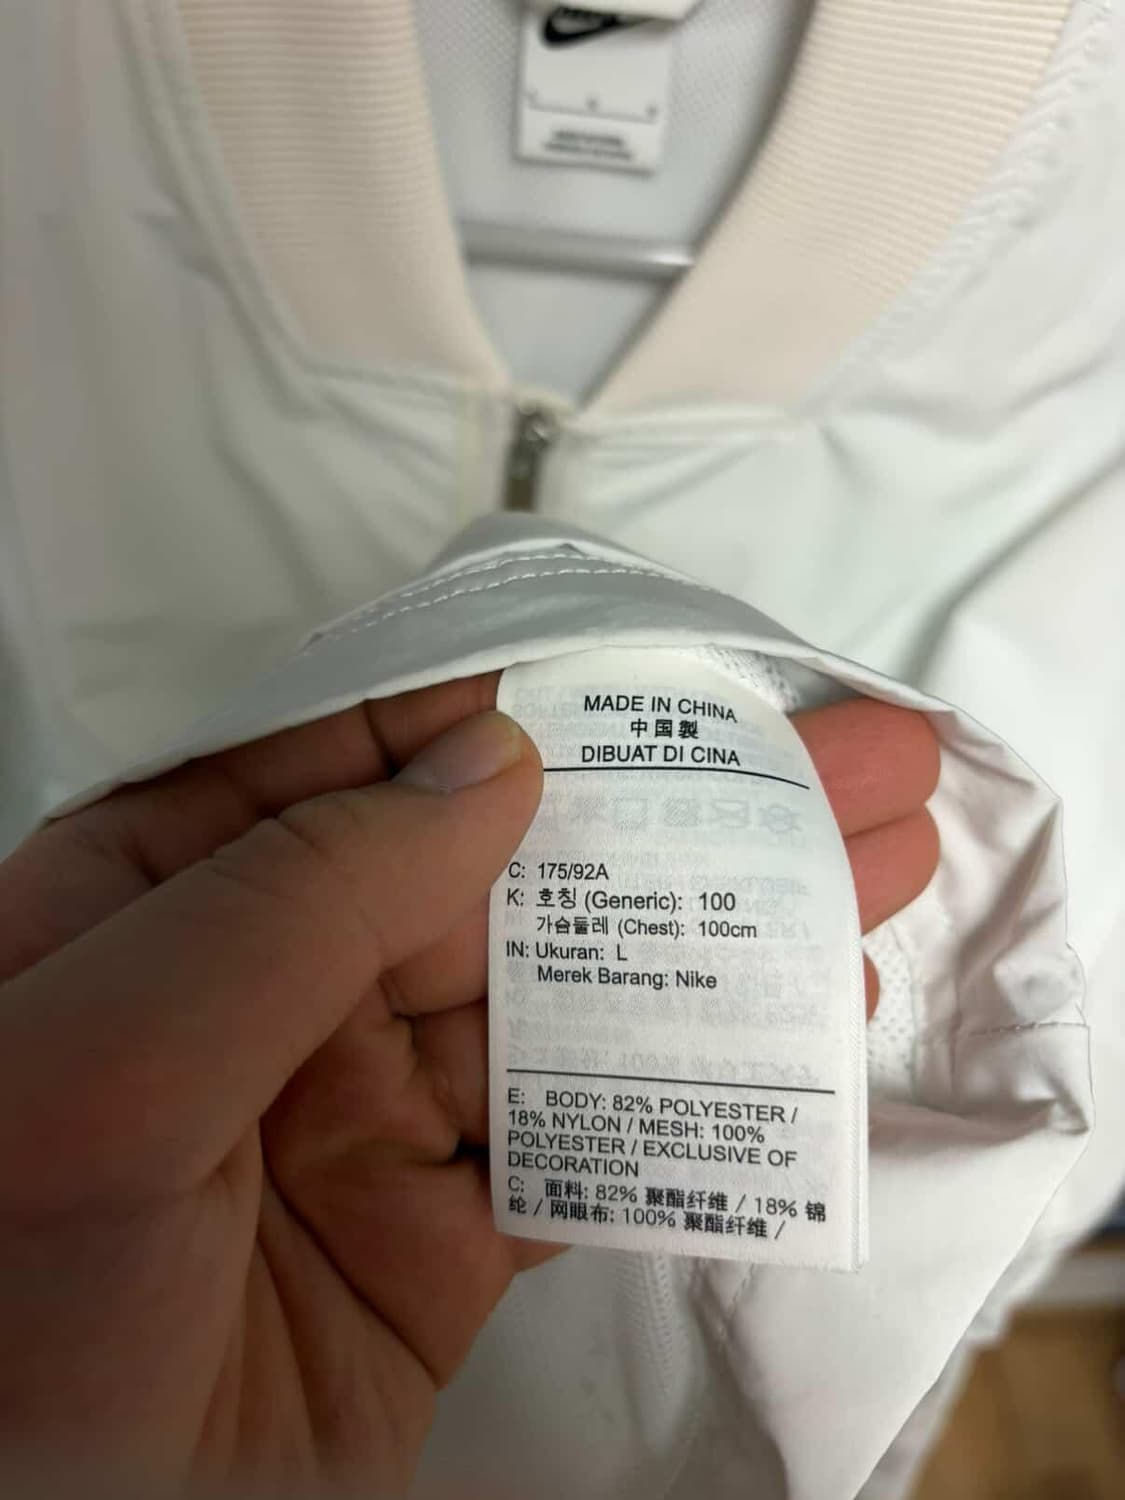 MADE IN CHINA
中国製
DIBUAT DI CINA
C: 175/92A
K: 호칭 (Generic): 100
가슴둘레 (Chest): 100cm
IN: Ukuran: L
Merek Barang: Nike
E: BODY: 82% POLYESTER /
18% NYLON / MESH: 100%
POLYESTER / EXCLUSIVE OF
DECORATION
C: 面料: 82% 聚酯纤维 / 18% 锦
纶 / 网眼布: 100% 聚酯纤维 /